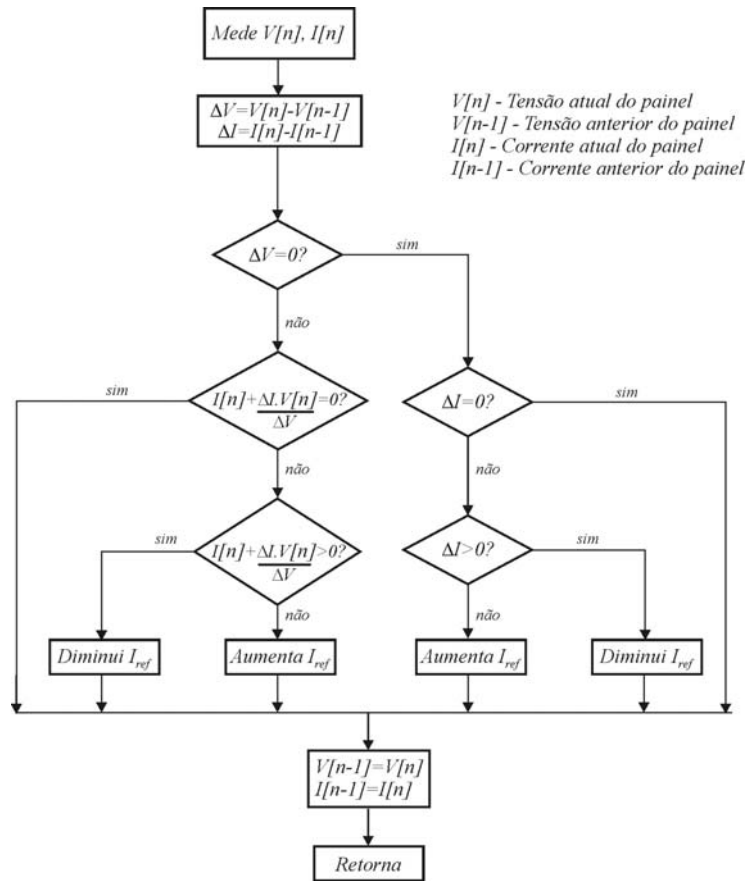 Mede V[n], I[n]
ΔV=V[n]-V[n-1]
ΔI=I[n]-I[n-1]
V[n] - Tensão atual do painel
V[n-1] - Tensão anterior do painel
I[n] - Corrente atual do painel
I[n-1] - Corrente anterior do painel
ΔV=0?
sim
não
sim
I[n]+ΔI.V[n]=0?
ΔV
ΔI=0?
sim
não
não
sim
I[n]+ΔI.V[n]>0?
ΔV
ΔI>0?
sim
não
não
Diminui Iref
Aumenta Iref
Aumenta Iref
Diminui Iref
V[n-1]=V[n]
I[n-1]=I[n]
Retorna